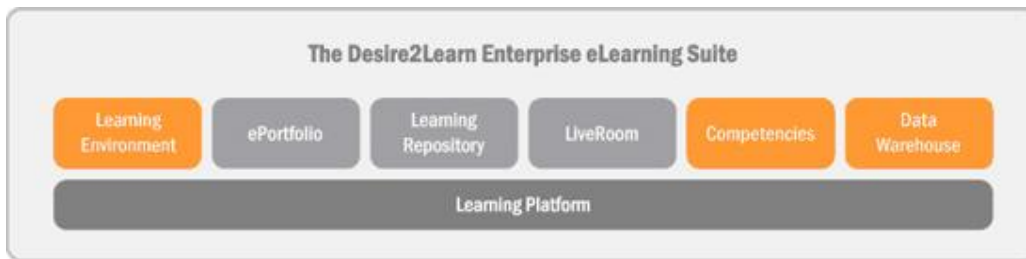 The Desire2Learn Enterprise eLearning Suite
Learning
Environment
ePortfolio
Learning
Repository
LiveRoom
Competencies
Data
Warehouse
Learning Platform